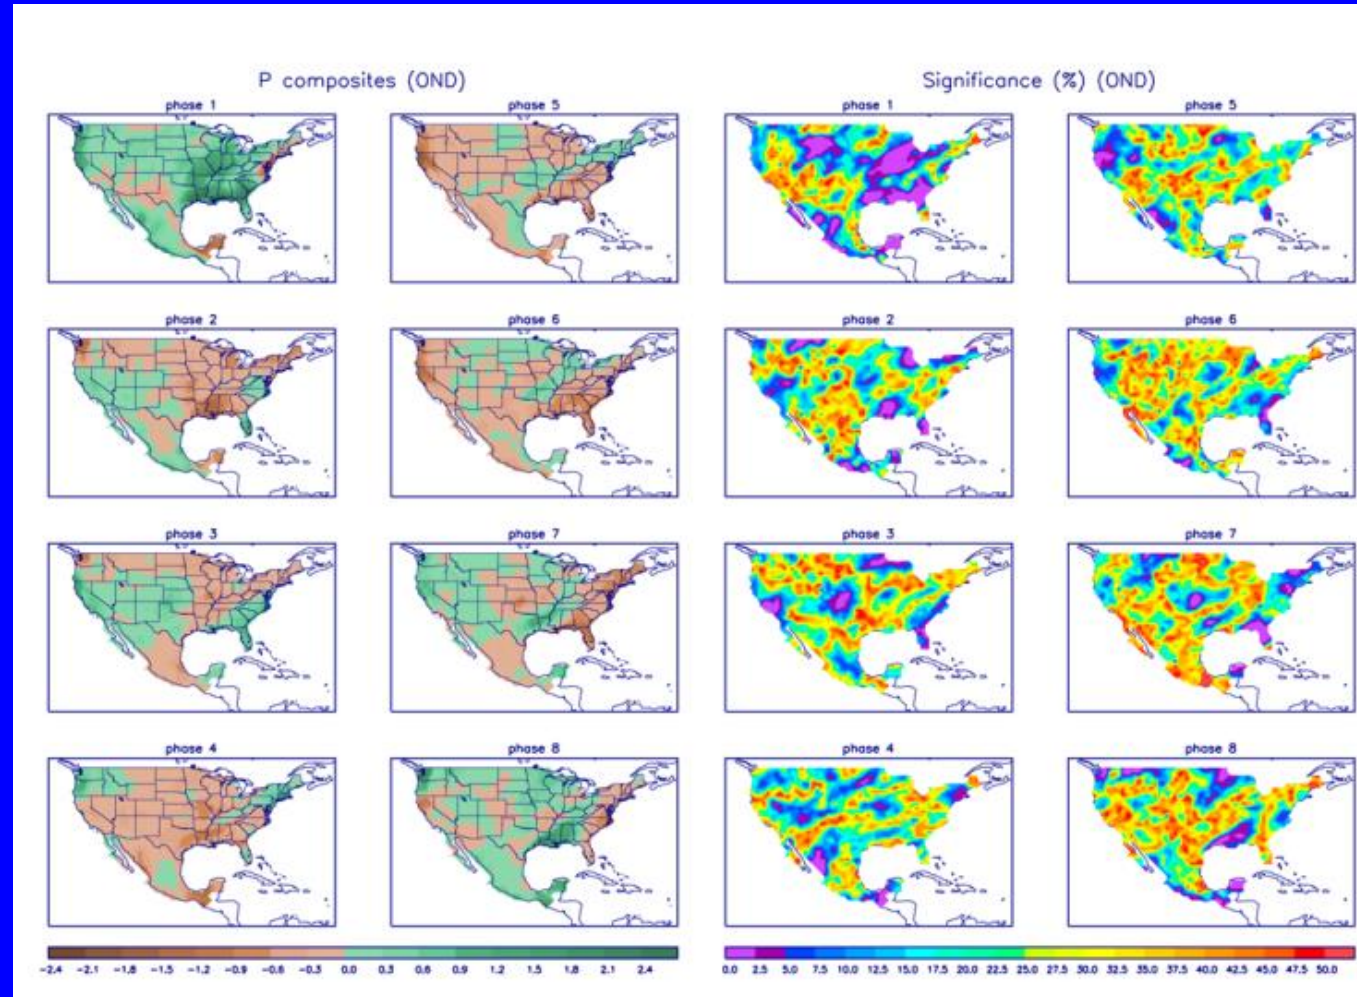 P composites (OND)
Significance (%) (OND)
phase 1
phase 5
phase 1
phase 5
phase 2
phase 6
phase 2
phase 6
phase 3
phase 7
phase 3
phase 7
phase 4
phase 8
phase 4
phase 8
-2.4 -2.1 -1.8 -1.5 -1.2 -0.9 -0.6 -0.3 0.0 0.3 0.6 0.9 1.2 1.5 1.8 2.1 2.4
0.0 2.5 5.0 7.5 10.0 12.5 15.0 17.5 20.0 22.5 25.0 27.5 30.0 32.5 35.0 37.5 40.0 42.5 45.0 47.5 50.0